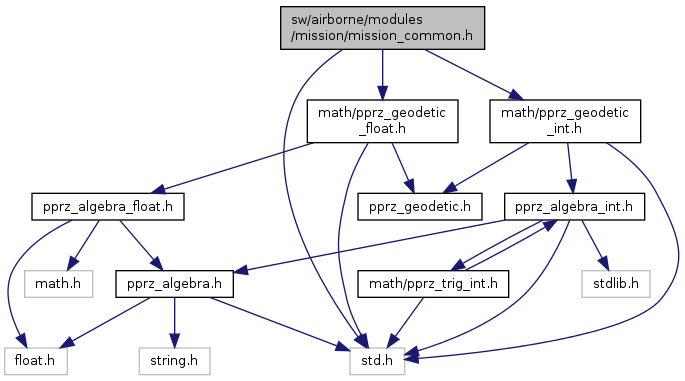 sw/airborne/modules
/mission/mission_common.h
math/pprz_geodetic
_float.h
math/pprz_geodetic
_int.h
pprz_algebra_float.h
pprz_geodetic.h
pprz_algebra_int.h
math.h
pprz_algebra.h
math/pprz_trig_int.h
stdlib.h
float.h
string.h
std.h